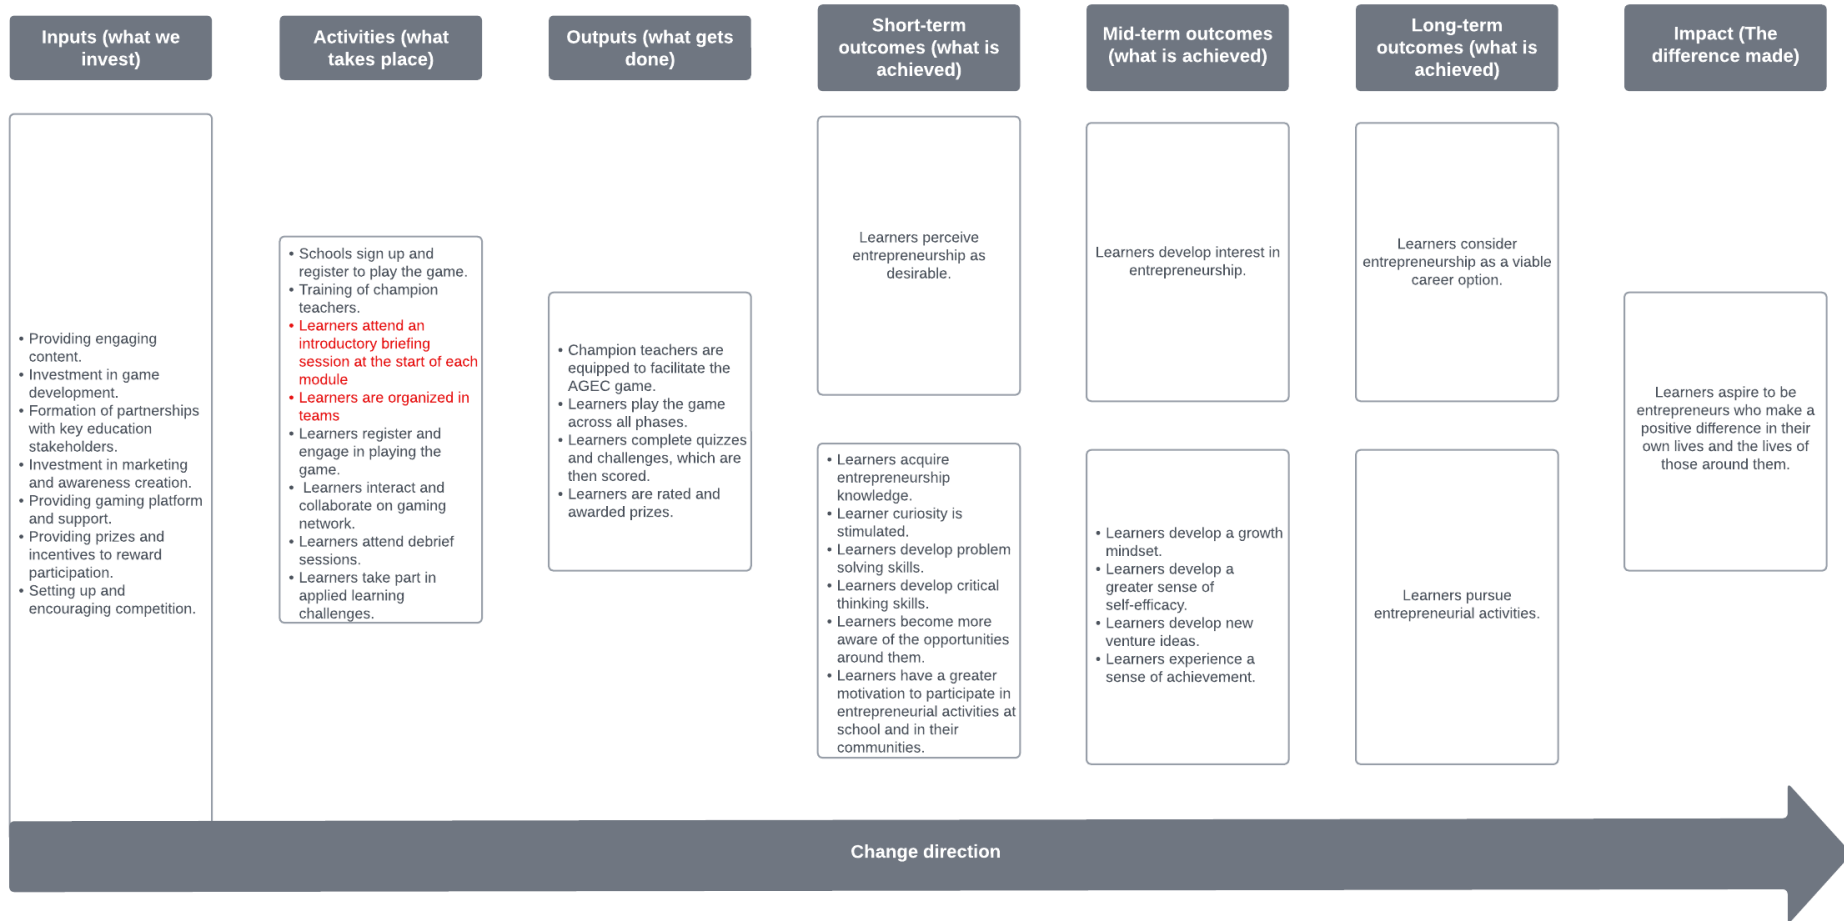 Inputs (what we
invest)
Activities (what
takes place)
Outputs (what gets
done)
Short-term
outcomes (what is
achieved)
Mid-term outcomes
(what is achieved)
Long-term
outcomes (what is
achieved)
Impact (The
difference made)
• Providing engaging
content.
• Investment in game
development.
• Formation of partnerships
with key education
stakeholders.
• Investment in marketing
and awareness creation.
• Providing gaming platform
and support.
• Providing prizes and
incentives to reward
participation.
• Setting up and
encouraging competition.
• Schools sign up and
register to play the game.
• Training of champion
teachers.
• Learners attend an
introductory briefing
session at the start of each
module
• Learners are organized in
teams
• Learners register and
engage in playing the
game.
• Learners interact and
collaborate on gaming
network.
• Learners attend debrief
sessions.
• Learners take part in
applied learning
challenges.
• Champion teachers are
equipped to facilitate the
AGEC game.
• Learners play the game
across all phases.
• Learners complete quizzes
and challenges, which are
then scored.
• Learners are rated and
awarded prizes.
Learners perceive
entrepreneurship as
desirable.
• Learners acquire
entrepreneurship
knowledge.
• Learner curiosity is
stimulated.
• Learners develop problem
solving skills.
• Learners develop critical
thinking skills.
• Learners become more
aware of the opportunities
around them.
• Learners have a greater
motivation to participate in
entrepreneurial activities at
school and in their
communities.
Learners develop interest in
entrepreneurship.
• Learners develop a growth
mindset.
• Learners develop a
greater sense of
self-efficacy.
• Learners develop new
venture ideas.
• Learners experience a
sense of achievement.
Learners consider
entrepreneurship as a viable
career option.
Learners pursue
entrepreneurial activities.
Learners aspire to be
entrepreneurs who make a
positive difference in their
own lives and the lives of
those around them.
Change direction